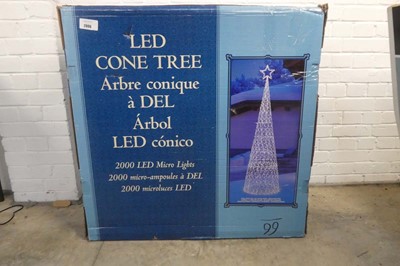 LED
CONE TREE
Arbre conique
à DEL
Árbol
LED cónico
2000 LED Micro Lights
2000 micro-ampoules à DEL
2000 microluces LED
99